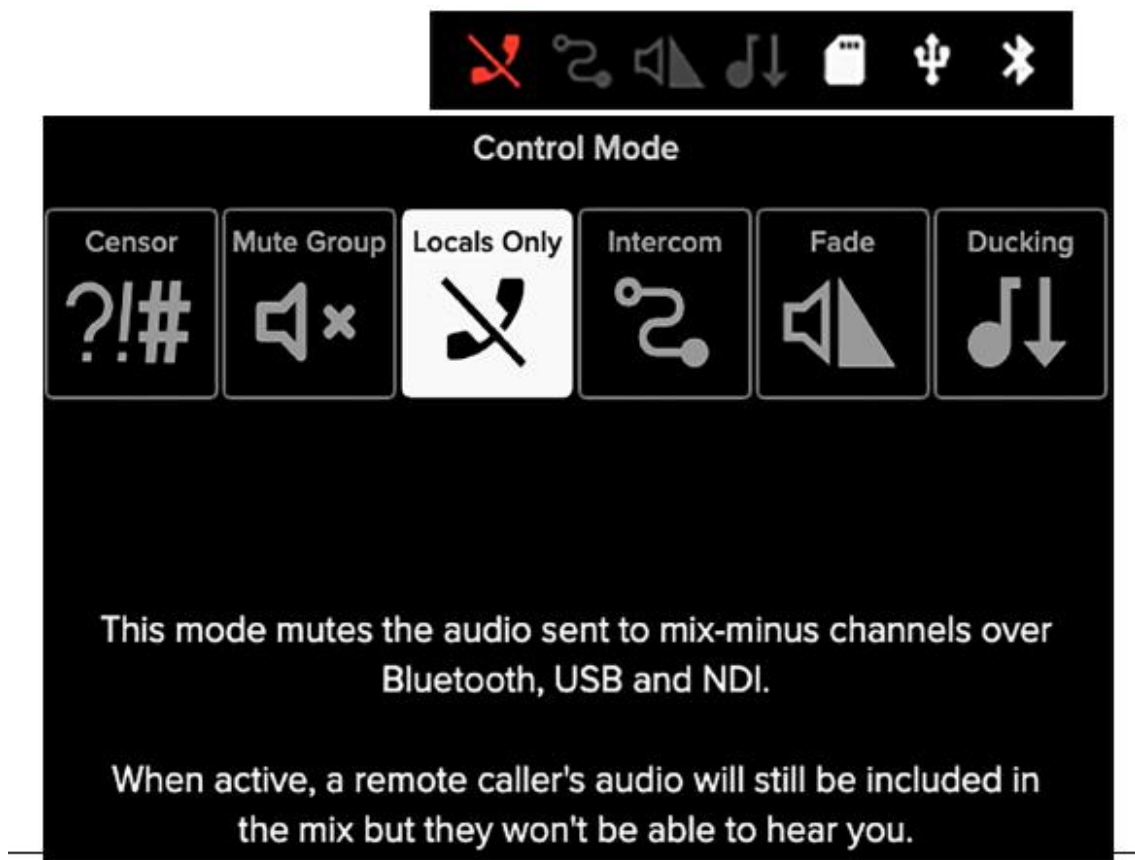 Control Mode
Censor Mute Group Locals Only Intercom Fade Ducking
?!#
This mode mutes the audio sent to mix-minus channels over
Bluetooth, USB and NDI.
When active, a remote caller's audio will still be included in
the mix but they won't be able to hear you.